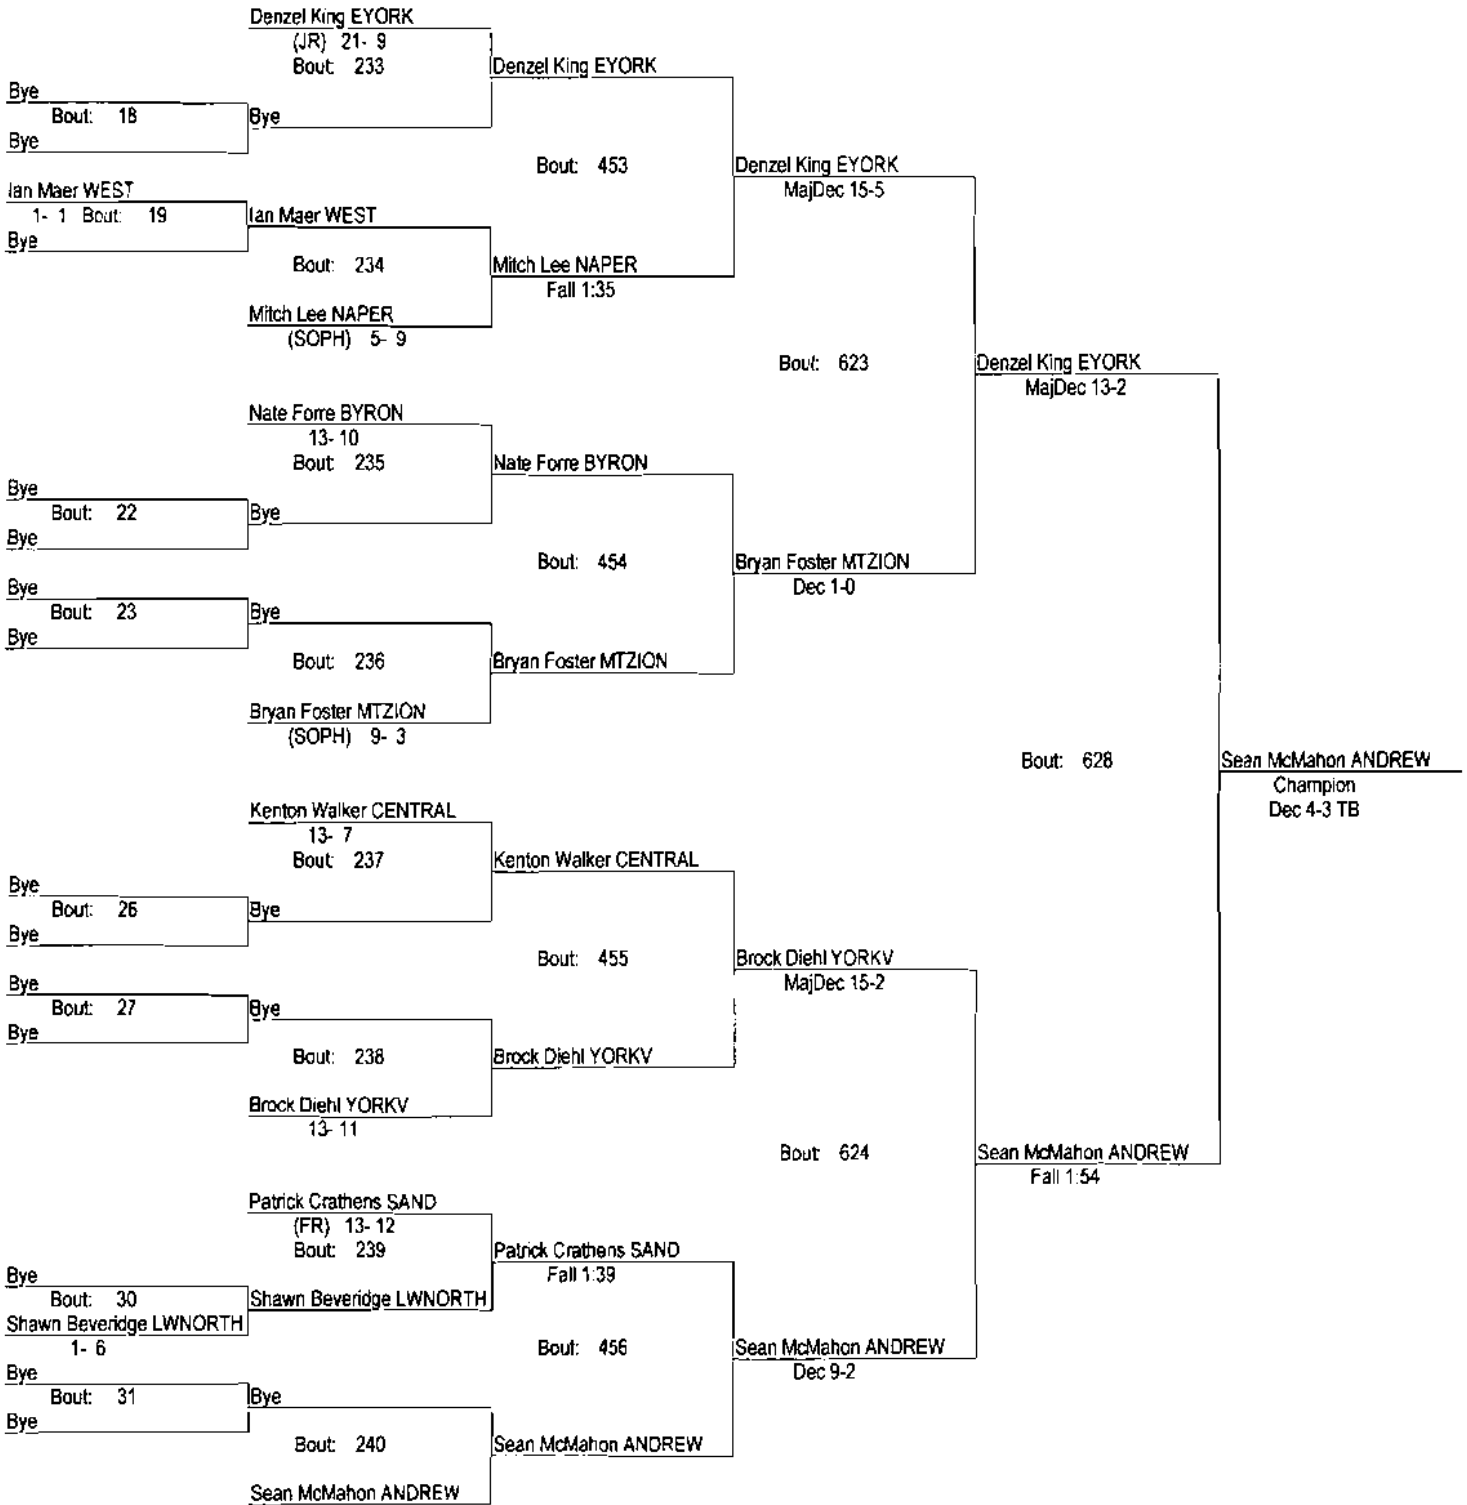 Denzel King EYORK
(JR) 21- 9
Bout: 233
Denzel King EYORK
Bye
Bout: 18
Bye
Bye
Bout: 453
Denzel King EYORK
MajDec 15-5
Ian Maer WEST
1- 1 Bout: 19
Ian Maer WEST
Bye
Bout: 234
Mitch Lee NAPER
Fall 1:35
Mitch Lee NAPER
(SOPH) 5- 9
Bout: 623
Denzel King EYORK
MajDec 13-2
Nate Forre BYRON
13- 10
Bout: 235
Nate Forre BYRON
Bye
Bout: 22
Bye
Bye
Bout: 454
Bryan Foster MTZION
Dec 1-0
Bye
Bout: 23
Bye
Bye
Bout: 236
Bryan Foster MTZION
Bryan Foster MTZION
(SOPH) 9- 3
Bout: 628
Sean McMahon ANDREW
Champion
Dec 4-3 TB
Kenton Walker CENTRAL
13- 7
Bout: 237
Kenton Walker CENTRAL
Bye
Bout: 26
Bye
Bye
Bout: 455
Brock Diehl YORKV
MajDec 15-2
Bye
Bout: 27
Bye
Bye
Bout: 238
Brock Diehl YORKV
Brock Diehl YORKV
13- 11
Bout: 624
Sean McMahon ANDREW
Fall 1:54
Patrick Crathens SAND
(FR) 13- 12
Bout: 239
Patrick Crathens SAND
Fall 1:39
Bye
Bout: 30
Shawn Beveridge LWNORTH
Shawn Beveridge LWNORTH
1- 6
Bout: 456
Sean McMahon ANDREW
Dec 9-2
Bye
Bout: 31
Bye
Bye
Bout: 240
Sean McMahon ANDREW
Sean McMahon ANDREW